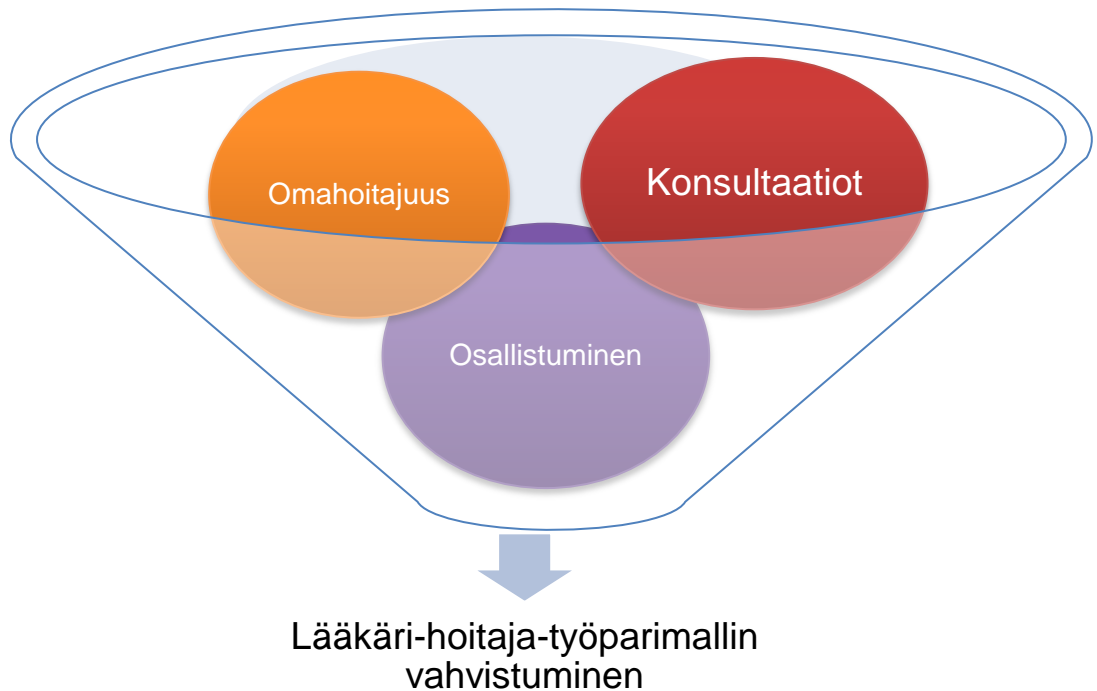 Omahoitajuus
Konsultaatiot
Osallistuminen
Lääkäri-hoitaja-työparimallin
vahvistuminen